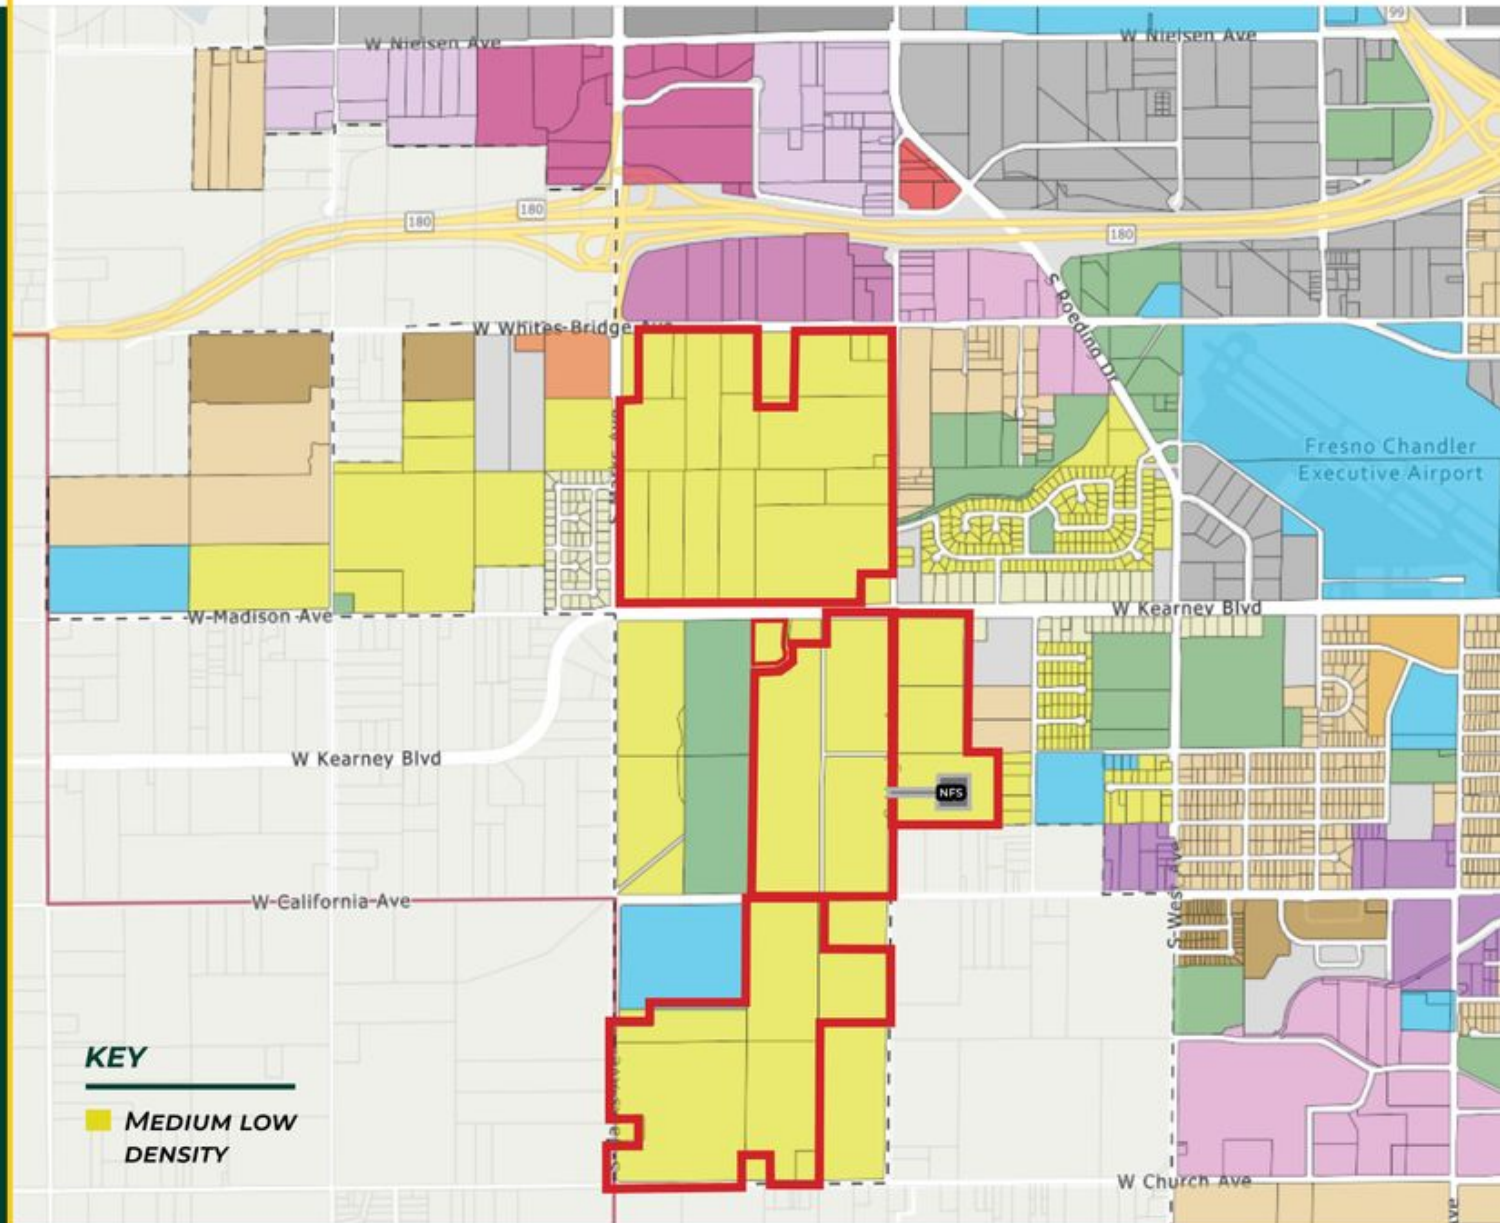 99
W Nielsen Ave
W Nielsen Ave
180
180
180
S Roeding Dr
W Whites Bridge Ave
Fresno Chandler
Executive Airport
W Madison Ave
W Kearney Blvd
W Kearney Blvd
NFS
S West Ave
W California Ave
KEY
MEDIUM LOW
DENSITY
W Church Ave